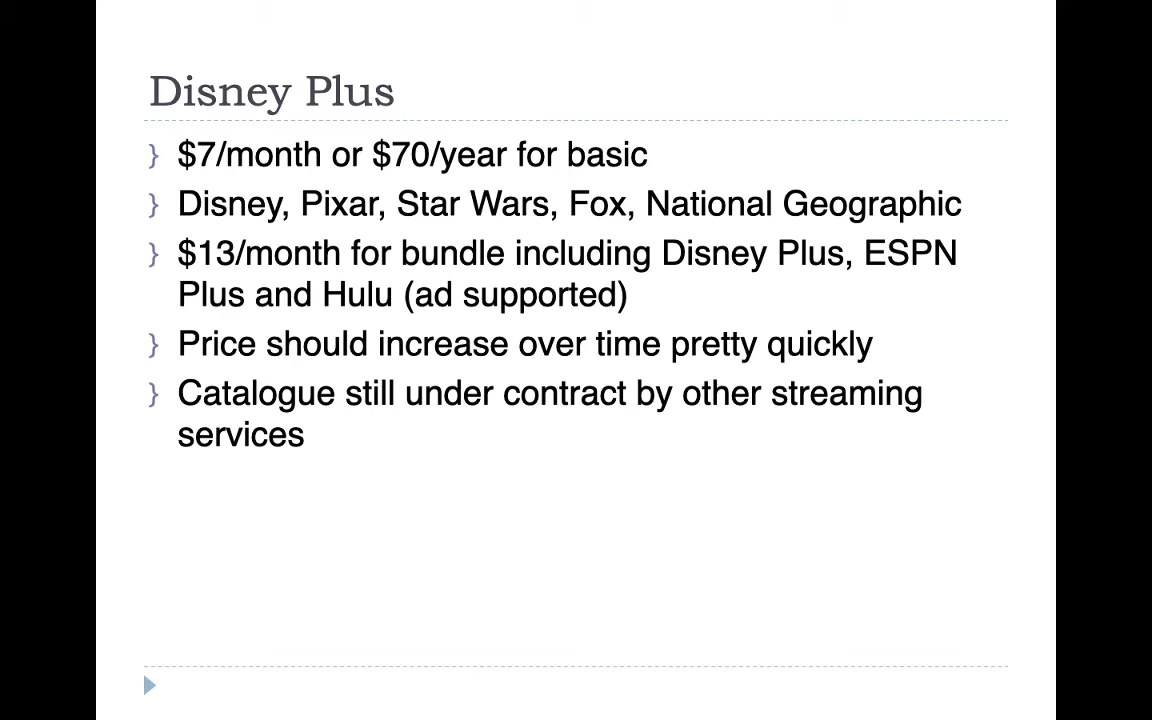 Disney Plus
} $7/month or $70/year for basic
} Disney, Pixar, Star Wars, Fox, National Geographic
} $13/month for bundle including Disney Plus, ESPN
Plus and Hulu (ad supported)
} Price should increase over time pretty quickly
} Catalogue still under contract by other streaming
services